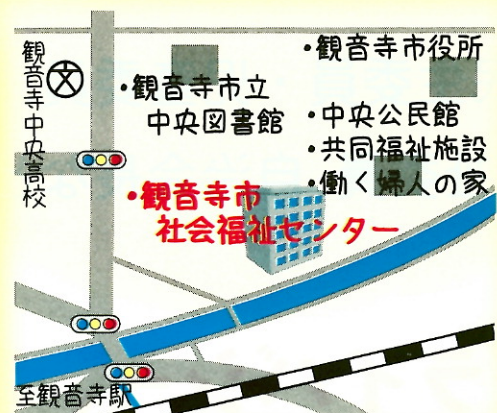 観音寺中央高校
文
・観音寺市立
中央図書館
・観音寺市役所
・中央公民館
・共同福祉施設
・働く婦人の家
・観音寺市
社会福祉センター
至観音寺駅